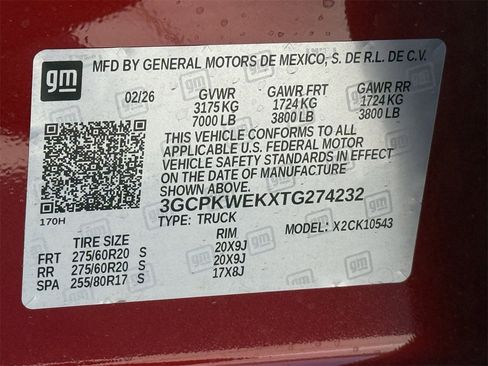 gm
MFD BY GENERAL MOTORS DE MEXICO, S. DE R.L. DE C.V.
02/26 GVWR GAWR FRT GAWR RR
3175 KG 1724 KG 1724 KG
7000 LB 3800 LB 3800 LB
THIS VEHICLE CONFORMS TO ALL
APPLICABLE U.S. FEDERAL MOTOR
VEHICLE SAFETY STANDARDS IN EFFECT
ON THE DATE OF MANUFACTURE
SHOWN ABOVE.
170H
3GCPKWEKXTG274232
TYPE: TRUCK MODEL: X2CK10543
TIRE SIZE RIM
FRT 275/60R20 S 20X9J
RR 275/60R20 S 20X9J
SPA 255/80R17 S 17X8J